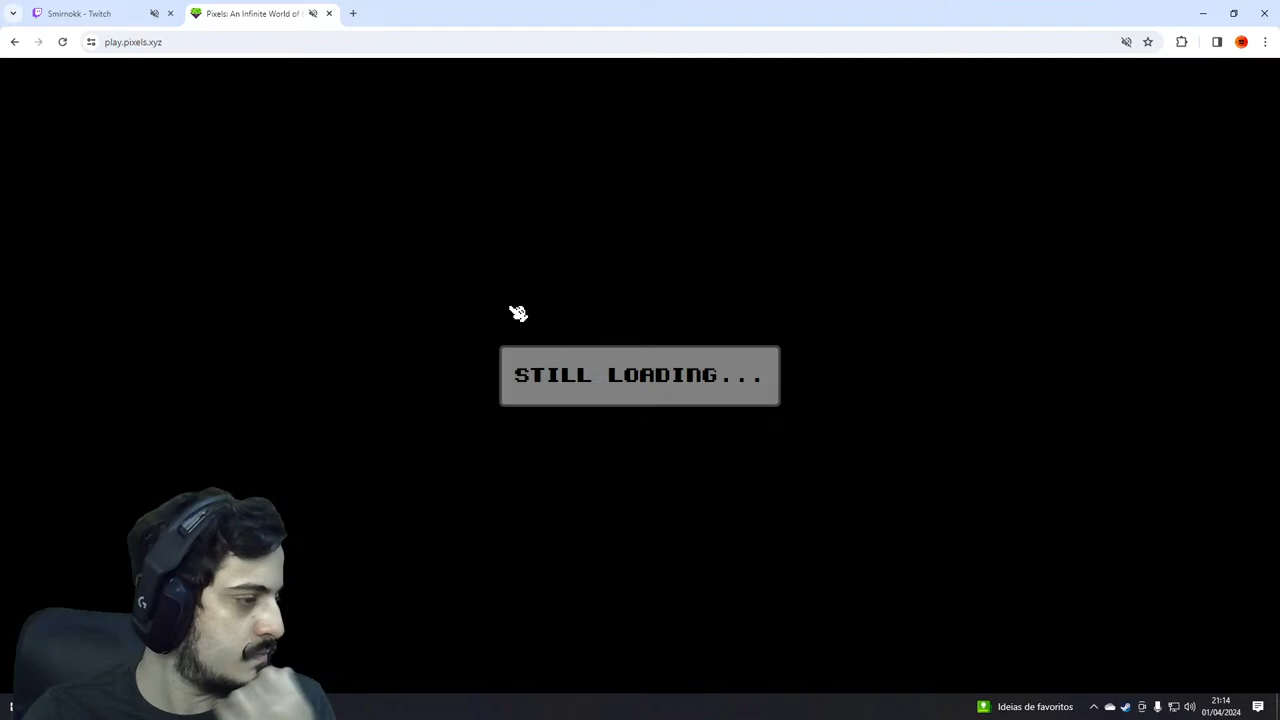 Smirnokk - Twitch
Pixels: An Infinite World of
play.pixels.xyz
STILL LOADING...
Ideias de favoritos
21:14
01/04/2024